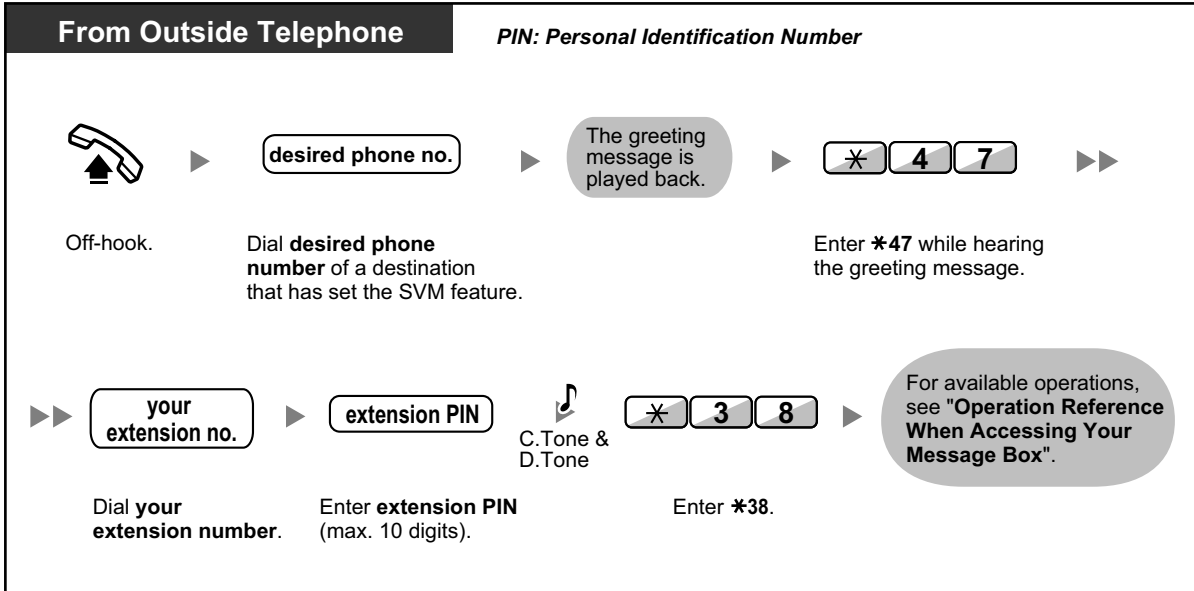 From Outside Telephone
PIN: Personal Identification Number
desired phone no.
The greeting
message is
played back.
* 4 7
Off-hook.
Dial desired phone
number of a destination
that has set the SVM feature.
Enter *47 while hearing
the greeting message.
your
extension no.
extension PIN
C.Tone &
D.Tone
* 3 8
For available operations,
see "Operation Reference
When Accessing Your
Message Box".
Dial your
extension number.
Enter extension PIN
(max. 10 digits).
Enter *38.